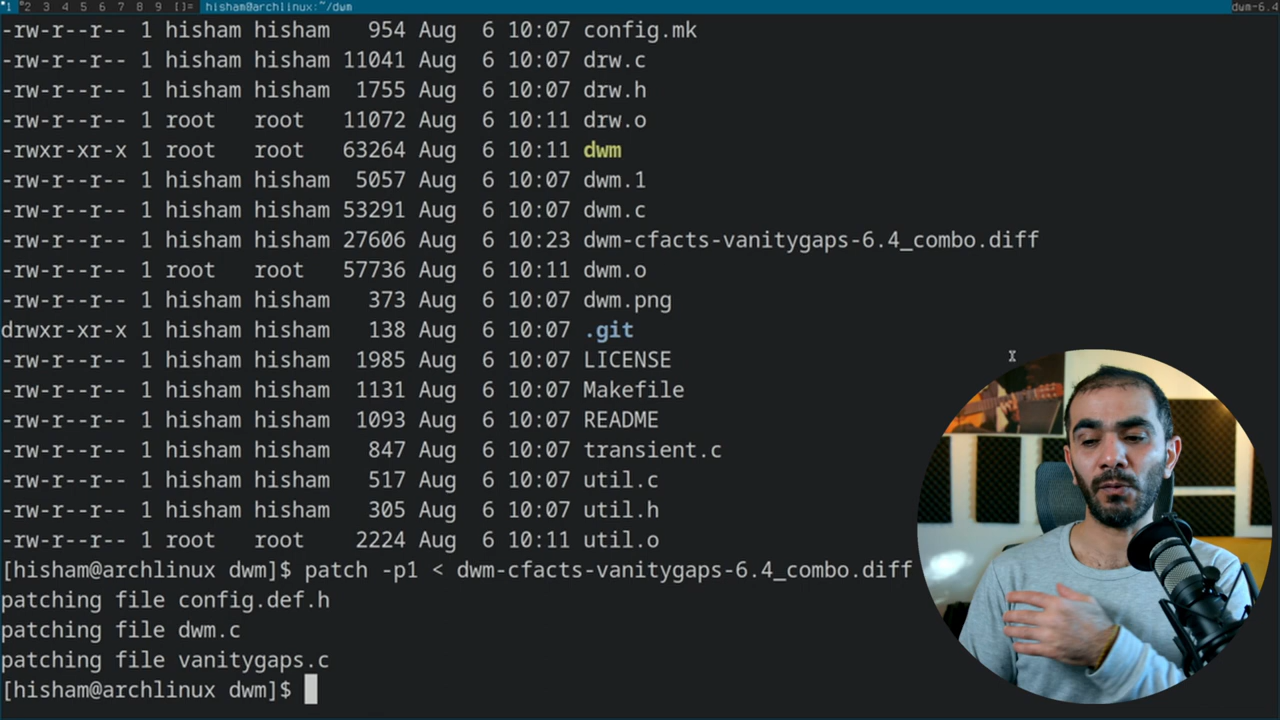 1 2 3 4 5 6 7 8 9 []= hisham@archlinux:~/dwm dwm-6.4
-rw-r--r-- 1 hisham hisham 954 Aug 6 10:07 config.mk
-rw-r--r-- 1 hisham hisham 11041 Aug 6 10:07 drw.c
-rw-r--r-- 1 hisham hisham 1755 Aug 6 10:07 drw.h
-rw-r--r-- 1 root root 11072 Aug 6 10:11 drw.o
-rwxr-xr-x 1 root root 63264 Aug 6 10:11 dwm
-rw-r--r-- 1 hisham hisham 5057 Aug 6 10:07 dwm.1
-rw-r--r-- 1 hisham hisham 53291 Aug 6 10:07 dwm.c
-rw-r--r-- 1 hisham hisham 27606 Aug 6 10:23 dwm-cfacts-vanitygaps-6.4_combo.diff
-rw-r--r-- 1 root root 57736 Aug 6 10:11 dwm.o
-rw-r--r-- 1 hisham hisham 373 Aug 6 10:07 dwm.png
drwxr-xr-x 1 hisham hisham 138 Aug 6 10:07 .git
-rw-r--r-- 1 hisham hisham 1985 Aug 6 10:07 LICENSE
-rw-r--r-- 1 hisham hisham 1131 Aug 6 10:07 Makefile
-rw-r--r-- 1 hisham hisham 1093 Aug 6 10:07 README
-rw-r--r-- 1 hisham hisham 847 Aug 6 10:07 transient.c
-rw-r--r-- 1 hisham hisham 517 Aug 6 10:07 util.c
-rw-r--r-- 1 hisham hisham 305 Aug 6 10:07 util.h
-rw-r--r-- 1 root root 2224 Aug 6 10:11 util.o
[hisham@archlinux dwm]$ patch -p1 < dwm-cfacts-vanitygaps-6.4_combo.diff
patching file config.def.h
patching file dwm.c
patching file vanitygaps.c
[hisham@archlinux dwm]$